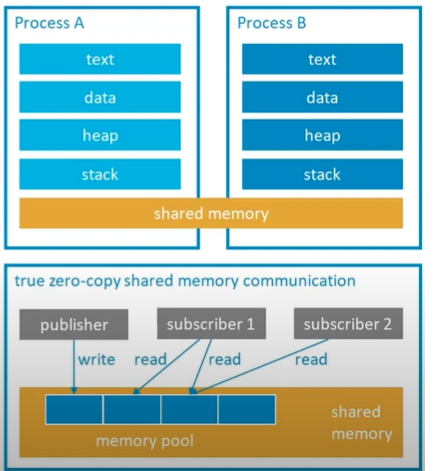 Process A
Process B
text
text
data
data
heap
heap
stack
stack
shared memory
true zero-copy shared memory communication
publisher
subscriber 1
subscriber 2
write
read
read
read
shared
memory
memory pool